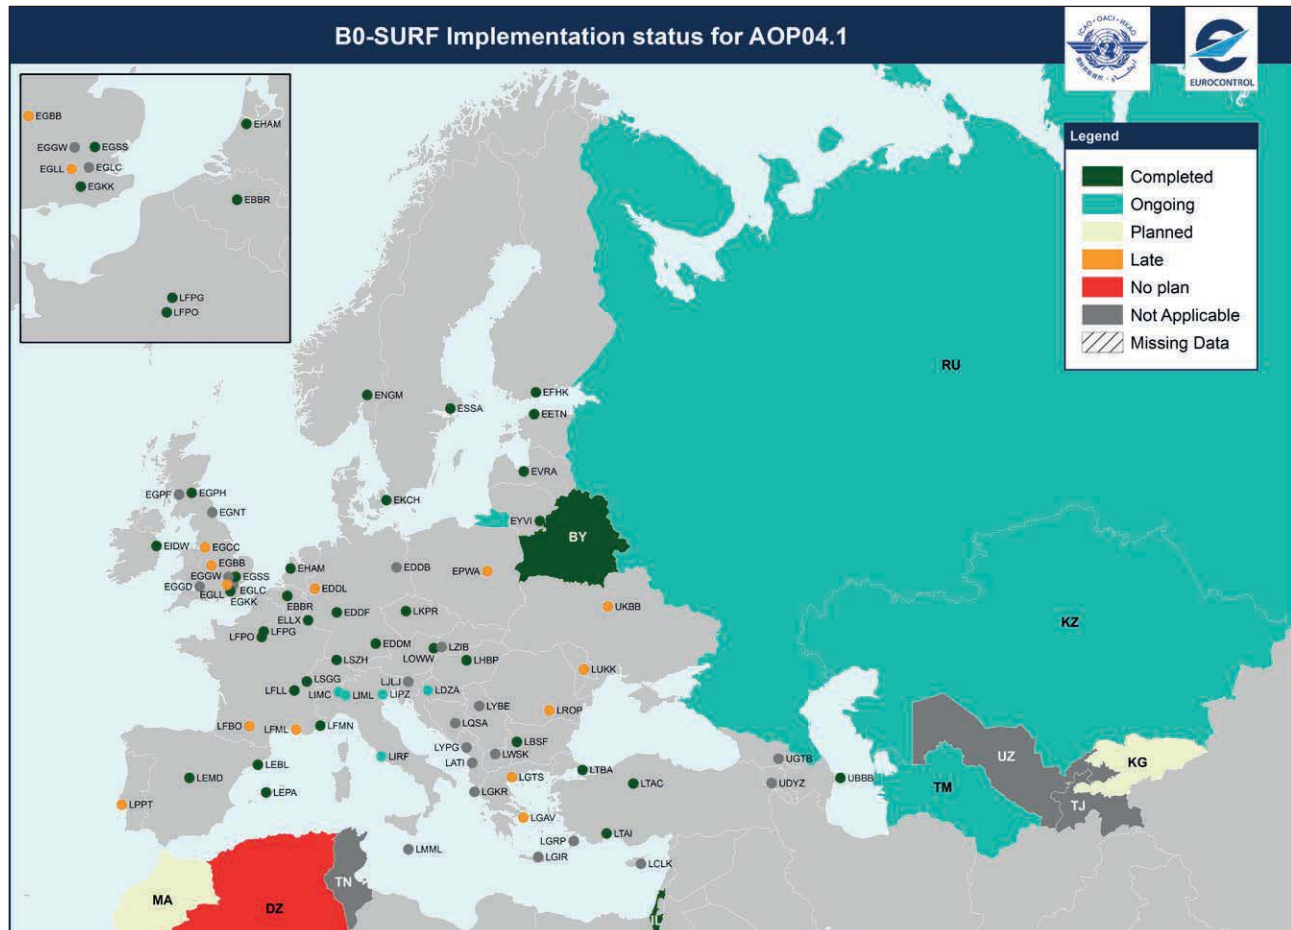 B0-SURF Implementation status for AOP04.1
ICAO · OACI · ИКАО
EUROCONTROL
Legend
Completed
Ongoing
Planned
Late
No plan
Not Applicable
Missing Data
EGBB
EHAM
EGGW
EGSS
EGLL
EGLC
EGKK
EBBR
LFPG
LFPO
RU
ENGM
ESSA
EFHK
EETN
EVRA
EGPF
EGPH
EKCH
EGNT
EYVI
BY
EIDW
EGCC
EGBB
EHAM
EDDB
EPWA
EGGW
EGSS
EGGD
EGLL
EGLC
EGKK
EDDL
EBBR
ELLX
EDDF
LKPR
UKBB
KZ
LFPG
LFPO
EDDM
LOWW
LZIB
LSZH
LHBP
LUKK
LSGG
LJLJ
LFLL
LIMC
LIML
LIPZ
LDZA
LYBE
LROP
LQSA
LFBO
LFML
LFMN
LBSF
LYPG
LWSK
LIRF
LATI
UGTB
UZ
KG
LEBL
LTBA
LEMD
LGTS
LTAC
UDYZ
UBBB
TM
TJ
LEPA
LGKR
LPPT
LGAV
LTAI
LGRP
LMML
LGIR
LCLK
TN
MA
DZ
IL